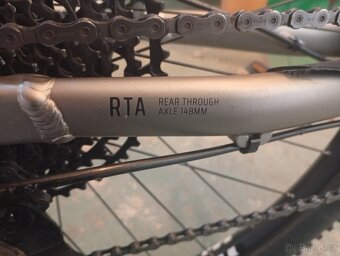 RTA
REAR THROUGH
AXLE 148MM